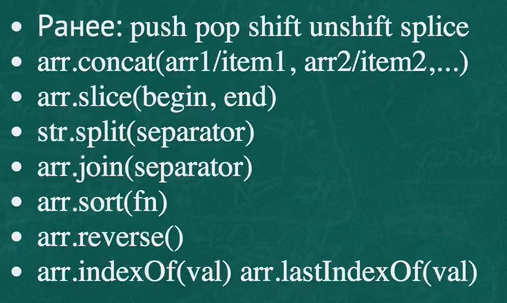 Ранее: push pop shift unshift splice
arr.concat(arr1/item1, arr2/item2,...)
arr.slice(begin, end)
str.split(separator)
arr.join(separator)
arr.sort(fn)
arr.reverse()
arr.indexOf(val) arr.lastIndexOf(val)